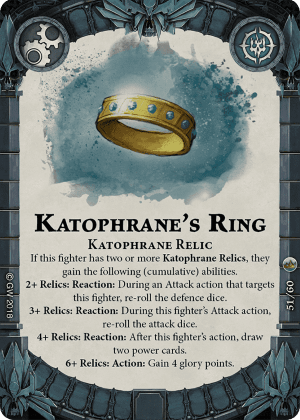 KATOPHRANE'S RING
KATOPHRANE RELIC
If this fighter has two or more Katophrane Relics, they
gain the following (cumulative) abilities.
2+ Relics: Reaction: During an Attack action that targets
this fighter, re-roll the defence dice.
3+ Relics: Reaction: During this fighter's Attack action,
re-roll the attack dice.
4+ Relics: Reaction: After this fighter's action, draw
two power cards.
6+ Relics: Action: Gain 4 glory points.
© GW 2018
51/60